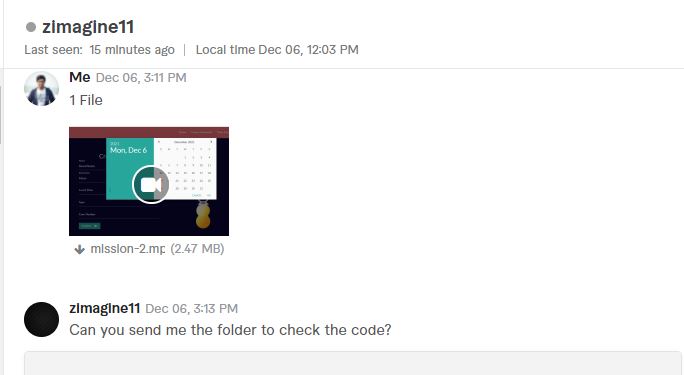 zimagine11
Last seen: 15 minutes ago | Local time Dec 06, 12:03 PM
Me Dec 06, 3:11 PM
1 File
2021
Mon, Dec 6
December 2021
mission-2.mp (2.47 MB)
zimagine11 Dec 06, 3:13 PM
Can you send me the folder to check the code?